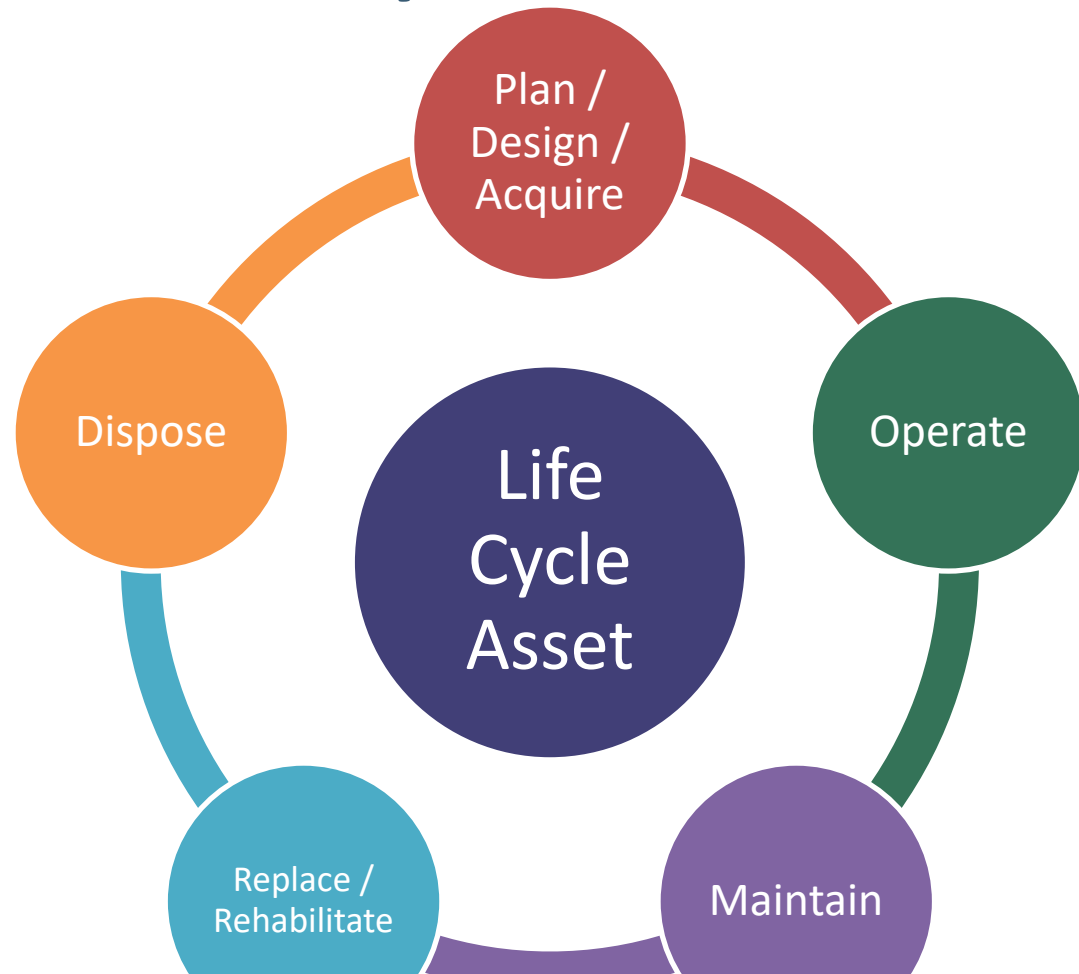 Plan /
Design /
Acquire
Operate
Maintain
Replace /
Rehabilitate
Dispose
Life
Cycle
Asset